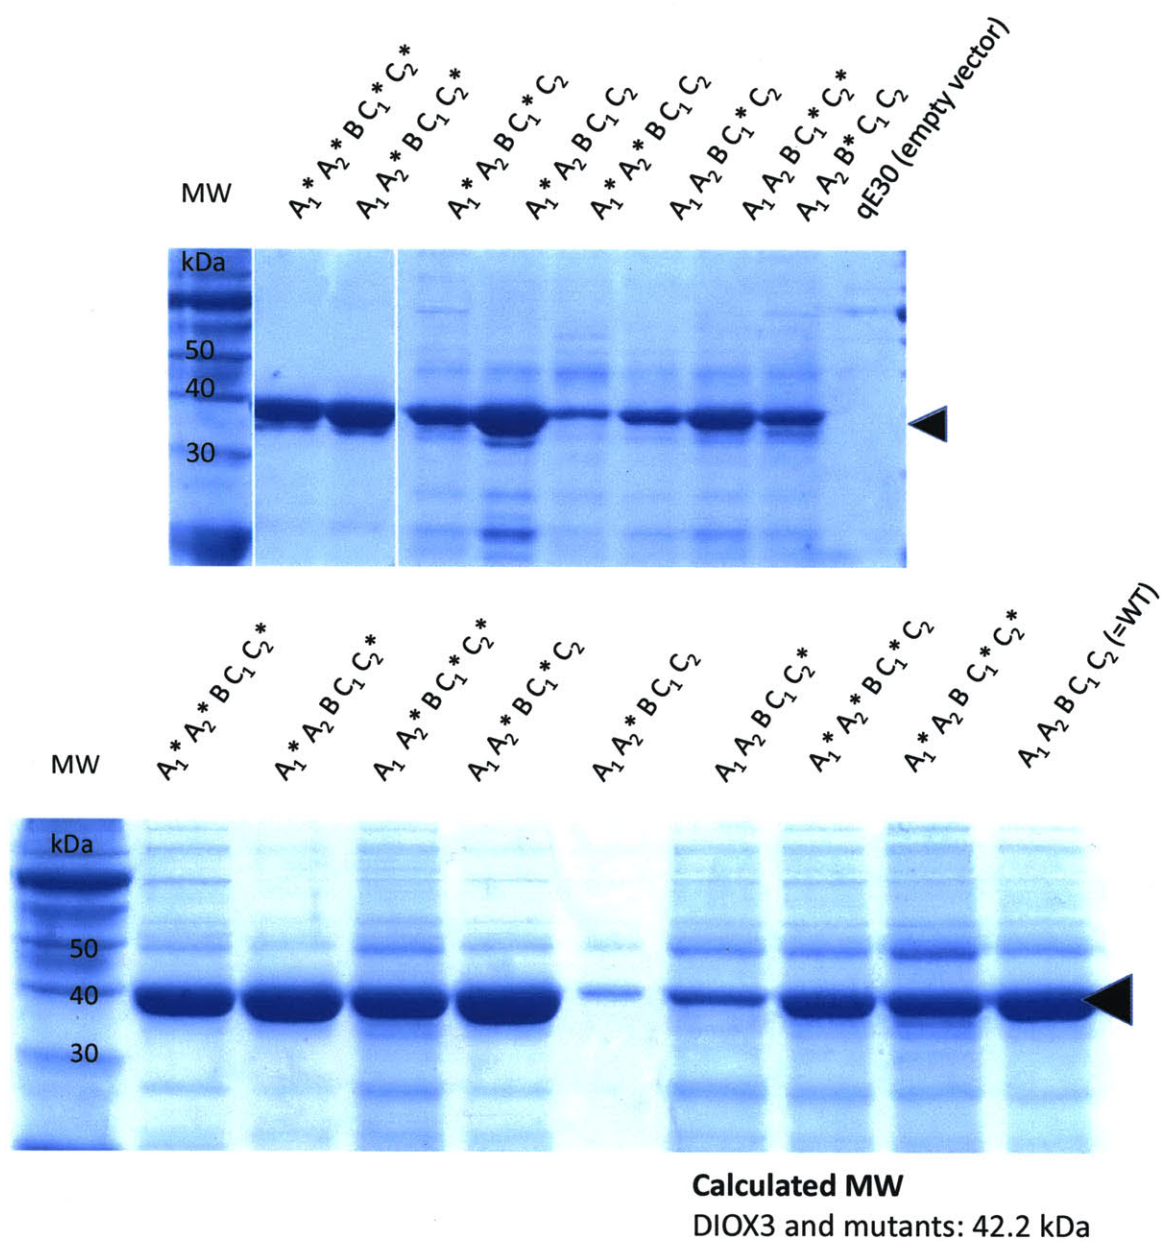 MW
A₁* A₂* B C₁* C₂*
A₁ A₂* B C₁ C₂*
A₁* A₂ B C₁* C₂
A₁* A₂ B C₁ C₂
A₁* A₂* B C₁ C₂
A₁ A₂ B C₁* C₂
A₁ A₂ B C₁* C₂*
A₁ A₂ B* C₁ C₂
qE30 (empty vector)
kDa
50
40
30
MW
A₁* A₂* B C₁ C₂*
A₁* A₂ B C₁ C₂*
A₁ A₂* B C₁* C₂*
A₁ A₂* B C₁* C₂
A₁ A₂* B C₁ C₂
A₁ A₂ B C₁ C₂*
A₁* A₂* B C₁* C₂
A₁* A₂ B C₁* C₂*
A₁ A₂ B C₁ C₂ (=WT)
kDa
50
40
30
Calculated MW
DIOX3 and mutants: 42.2 kDa